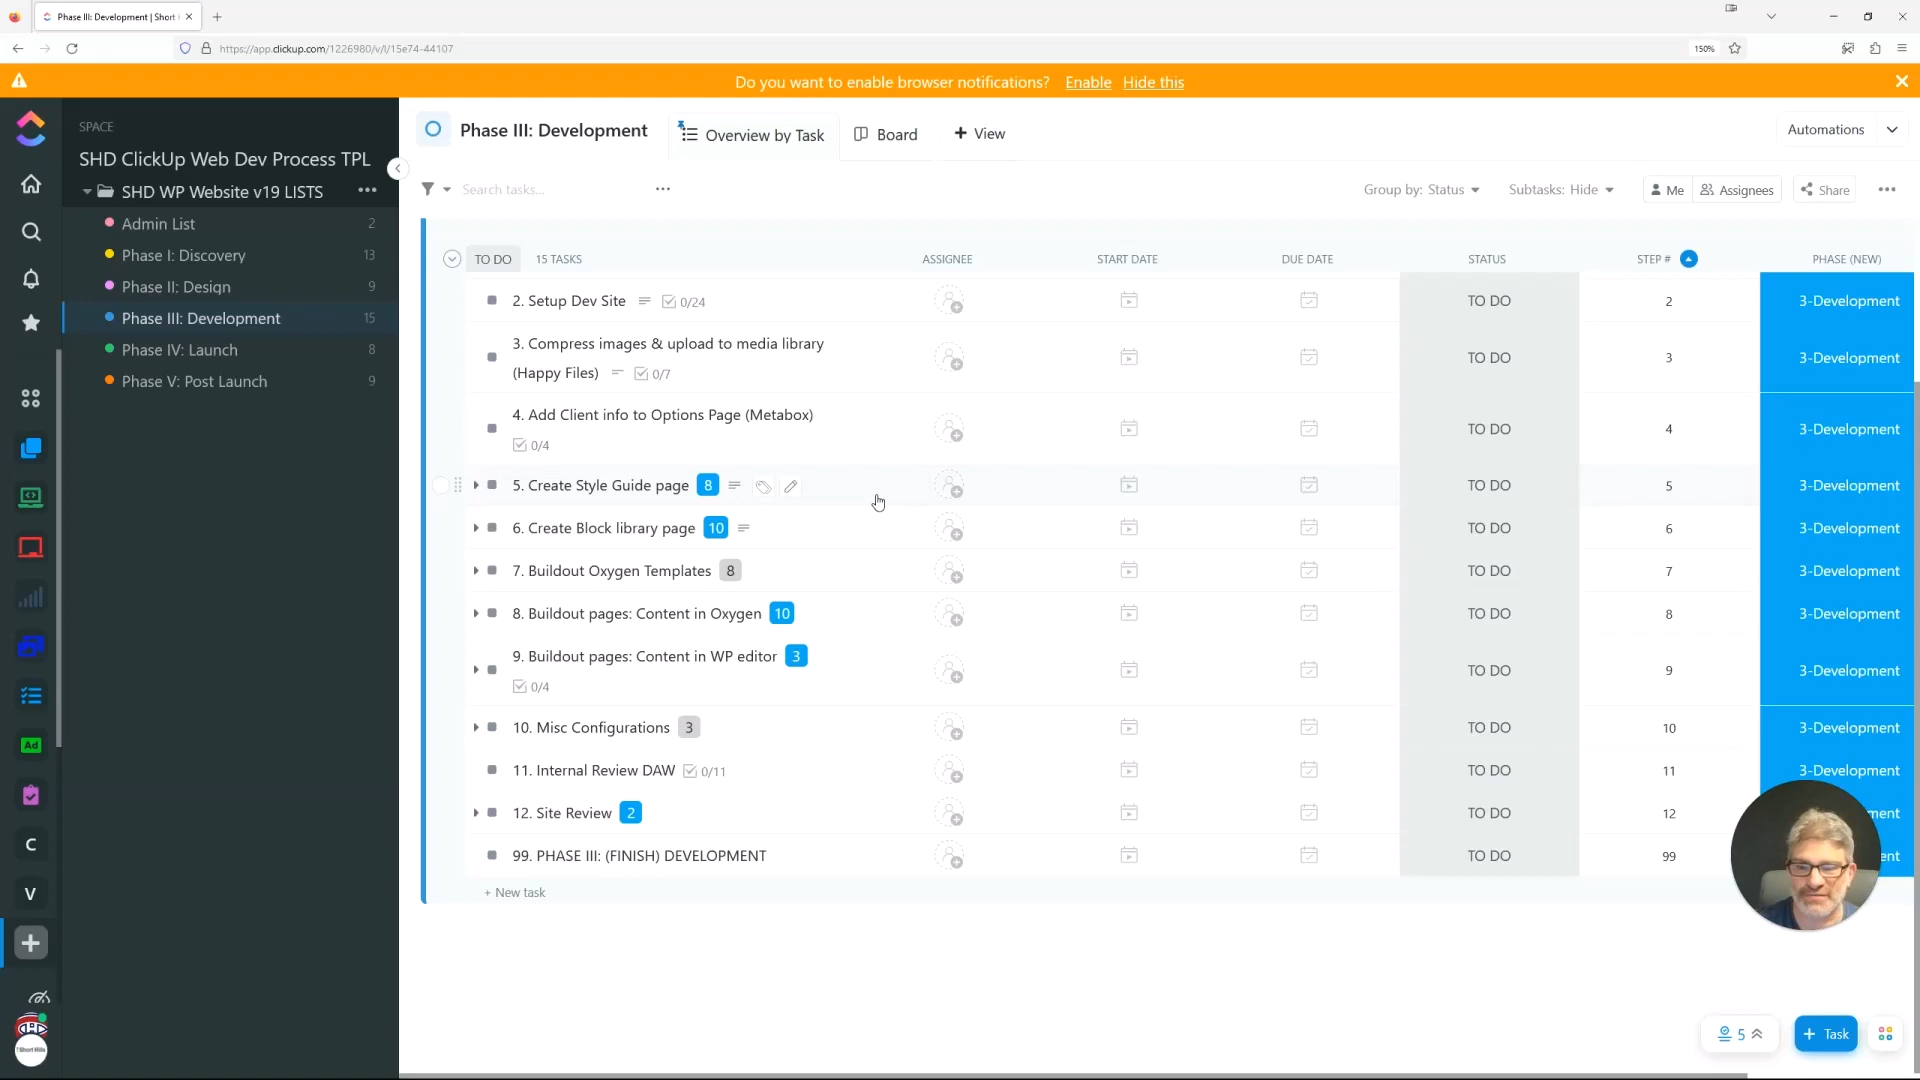 Phase III: Development | Short
https://app.clickup.com/1226980/v/l/15e74-44107
150%
Do you want to enable browser notifications? Enable Hide this
SPACE
SHD ClickUp Web Dev Process TPL
SHD WP Website v19 LISTS
Admin List 2
Phase I: Discovery 13
Phase II: Design 9
Phase III: Development 15
Phase IV: Launch 8
Phase V: Post Launch 9
Ad
C
V
Phase III: Development
Overview by Task
Board
+ View
Automations
Search tasks...
Group by: Status
Subtasks: Hide
Me
Assignees
Share
TO DO 15 TASKS ASSIGNEE START DATE DUE DATE STATUS STEP # PHASE (NEW)
2. Setup Dev Site 0/24 TO DO 2 3-Development
3. Compress images & upload to media library
(Happy Files) 0/7 TO DO 3 3-Development
4. Add Client info to Options Page (Metabox)
0/4 TO DO 4 3-Development
5. Create Style Guide page 8 TO DO 5 3-Development
6. Create Block library page 10 TO DO 6 3-Development
7. Buildout Oxygen Templates 8 TO DO 7 3-Development
8. Buildout pages: Content in Oxygen 10 TO DO 8 3-Development
9. Buildout pages: Content in WP editor 3
0/4 TO DO 9 3-Development
10. Misc Configurations 3 TO DO 10 3-Development
11. Internal Review DAW 0/11 TO DO 11 3-Development
12. Site Review 2 TO DO 12 ment
99. PHASE III: (FINISH) DEVELOPMENT TO DO 99 ent
+ New task
5
+ Task